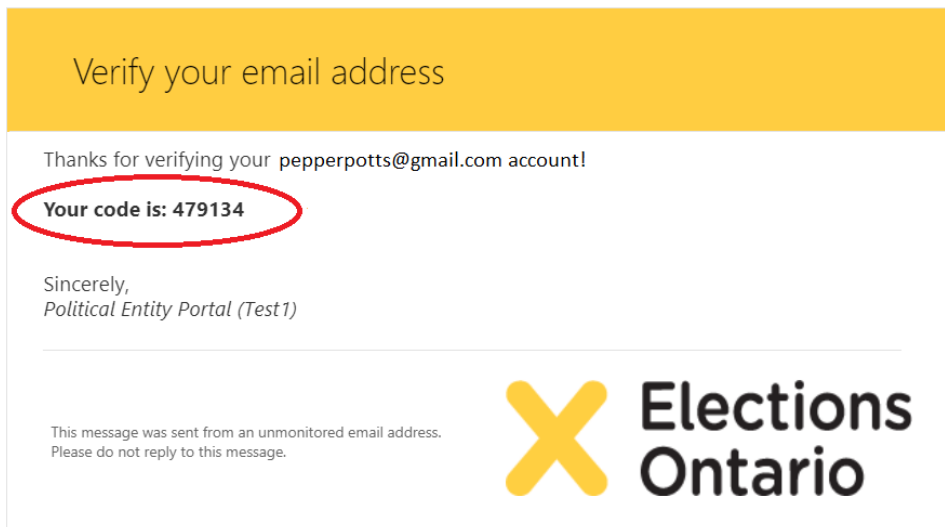 Verify your email address
Thanks for verifying your pepperpotts@gmail.com account!
Your code is: 479134
Sincerely,
Political Entity Portal (Test1)
This message was sent from an unmonitored email address.
Please do not reply to this message.
Elections
Ontario